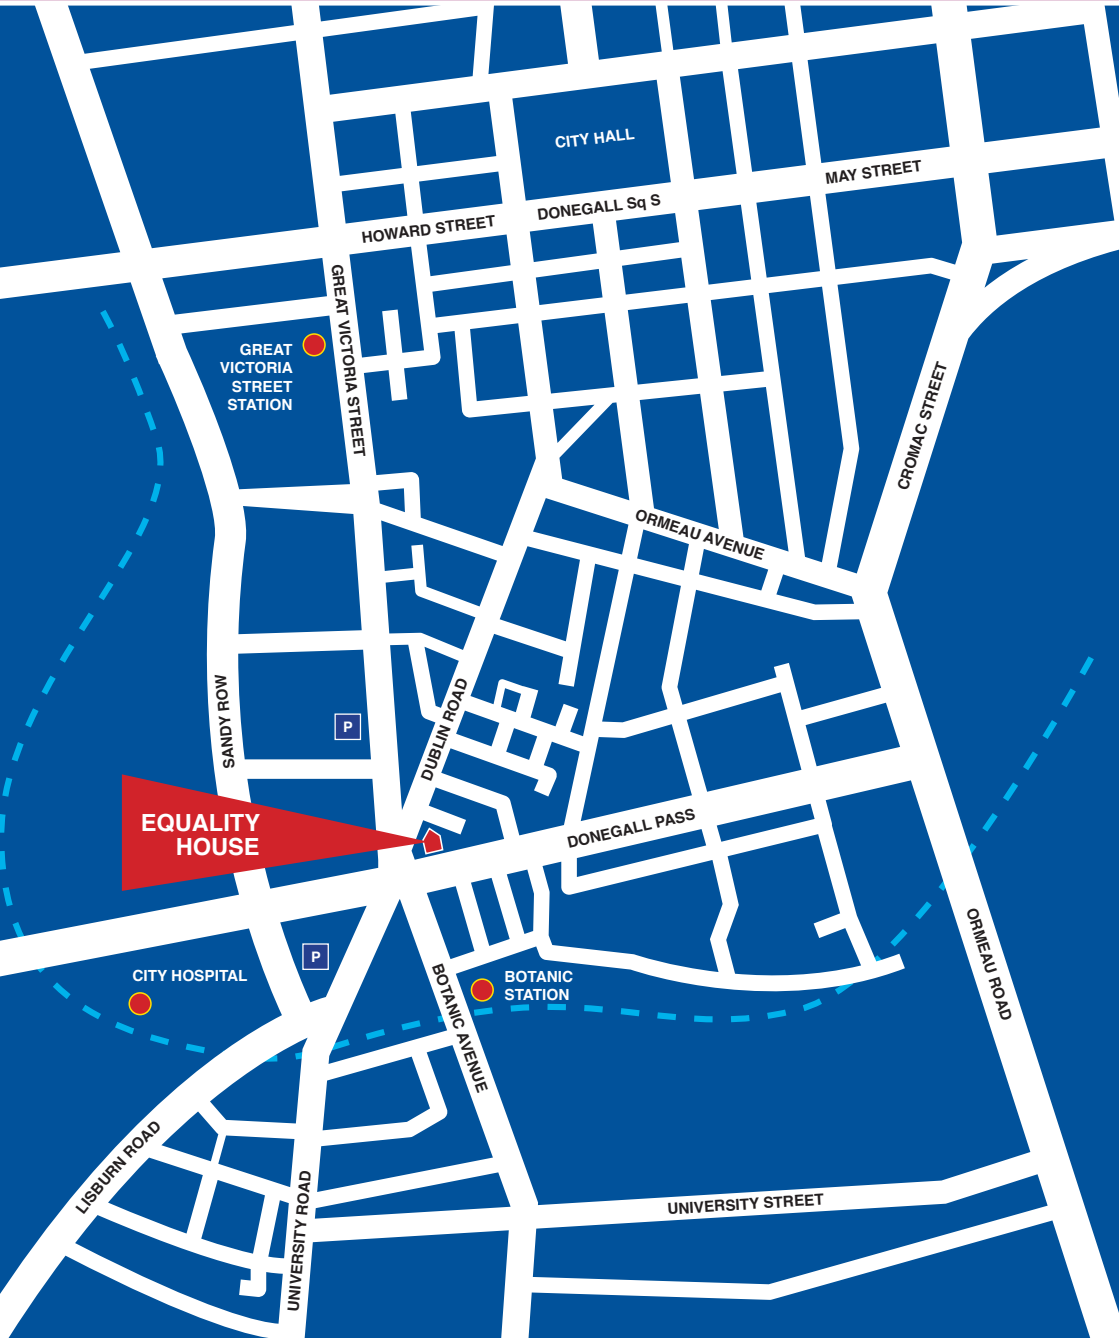 CITY HALL
MAY STREET
DONEGALL Sq S
HOWARD STREET
GREAT VICTORIA STREET
GREAT
VICTORIA
STREET
STATION
CROMAC STREET
ORMEAU AVENUE
SANDY ROW
DUBLIN ROAD
P
EQUALITY
HOUSE
DONEGALL PASS
P
CITY HOSPITAL
BOTANIC
STATION
BOTANIC AVENUE
ORMEAU ROAD
LISBURN ROAD
UNIVERSITY ROAD
UNIVERSITY STREET